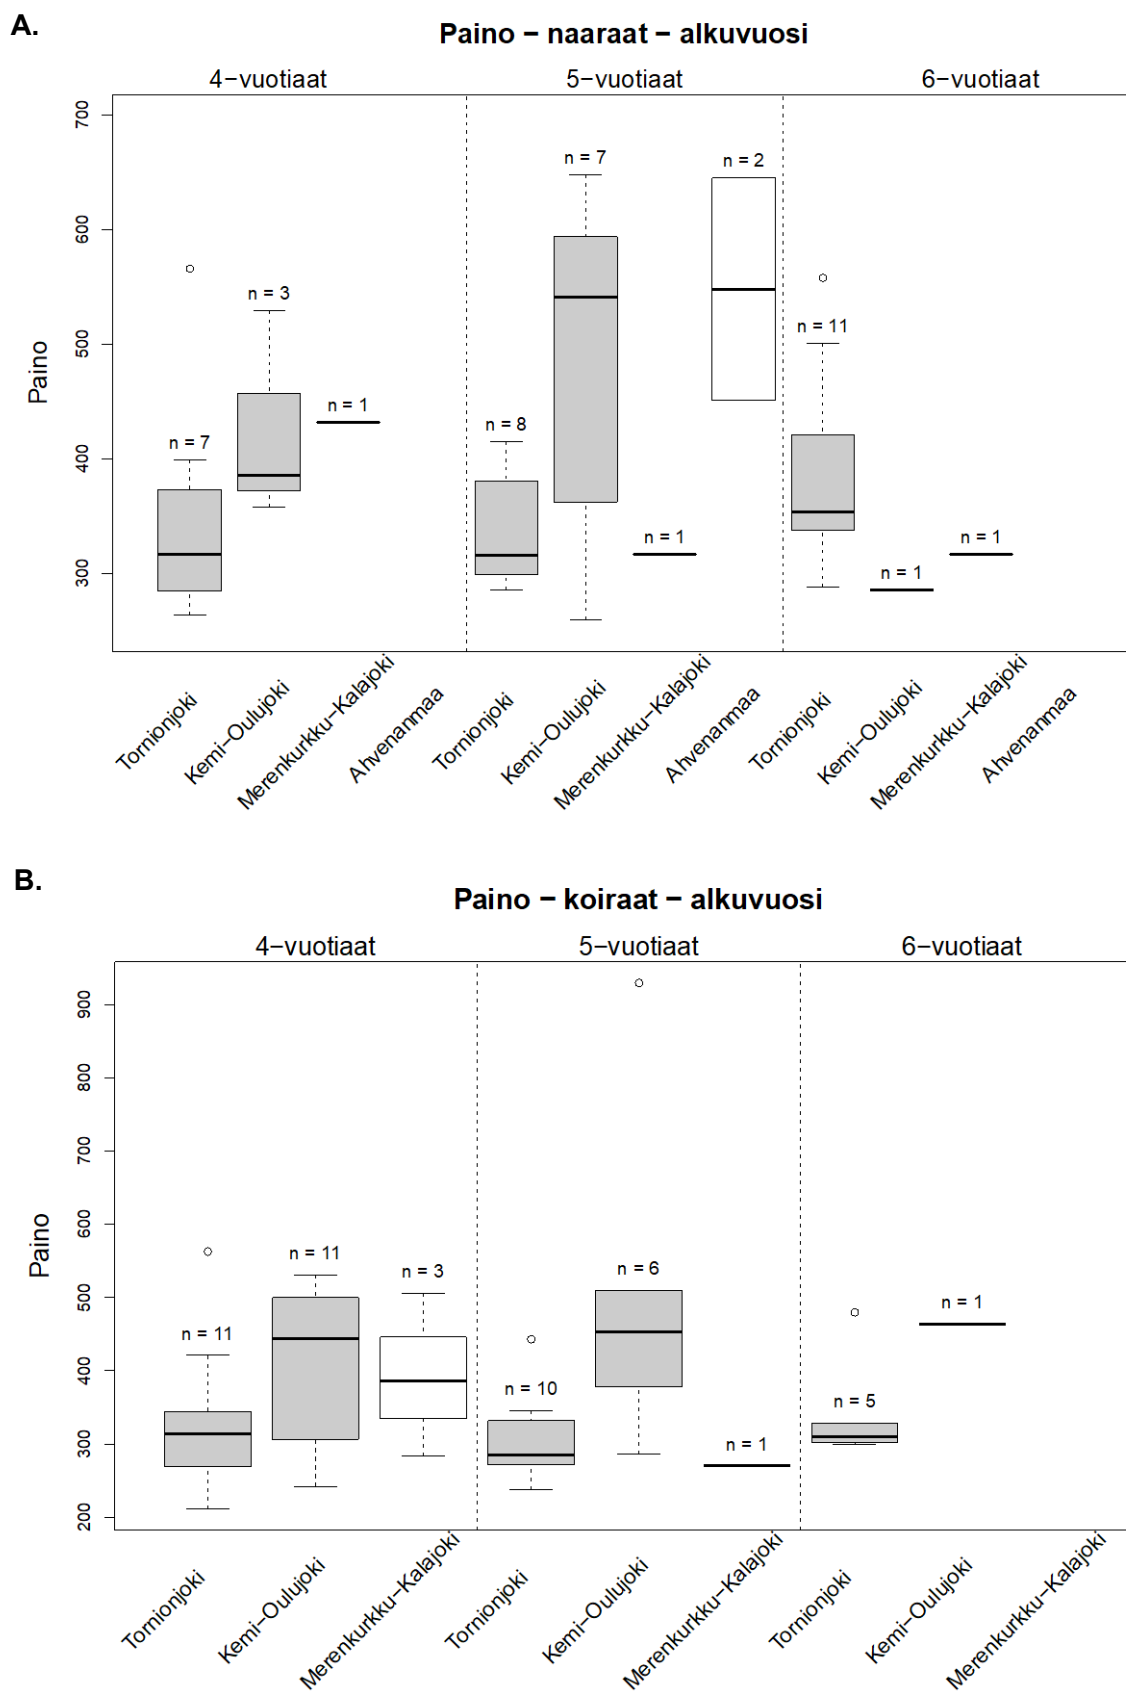 A.
Paino − naaraat − alkuvuosi
4−vuotiaat 5−vuotiaat 6−vuotiaat
Paino
700
600
500
400
300
n = 7
n = 3
n = 1
n = 8
n = 7
n = 1
n = 2
n = 11
n = 1
n = 1
Tornionjoki
Kemi−Oulujoki
Merenkurkku−Kalajoki
Ahvenanmaa
Tornionjoki
Kemi−Oulujoki
Merenkurkku−Kalajoki
Ahvenanmaa
Tornionjoki
Kemi−Oulujoki
Merenkurkku−Kalajoki
Ahvenanmaa
B.
Paino − koiraat − alkuvuosi
4−vuotiaat 5−vuotiaat 6−vuotiaat
Paino
900
800
700
600
500
400
300
200
n = 11
n = 11
n = 3
n = 10
n = 6
n = 1
n = 5
n = 1
Tornionjoki
Kemi−Oulujoki
Merenkurkku−Kalajoki
Tornionjoki
Kemi−Oulujoki
Merenkurkku−Kalajoki
Tornionjoki
Kemi−Oulujoki
Merenkurkku−Kalajoki